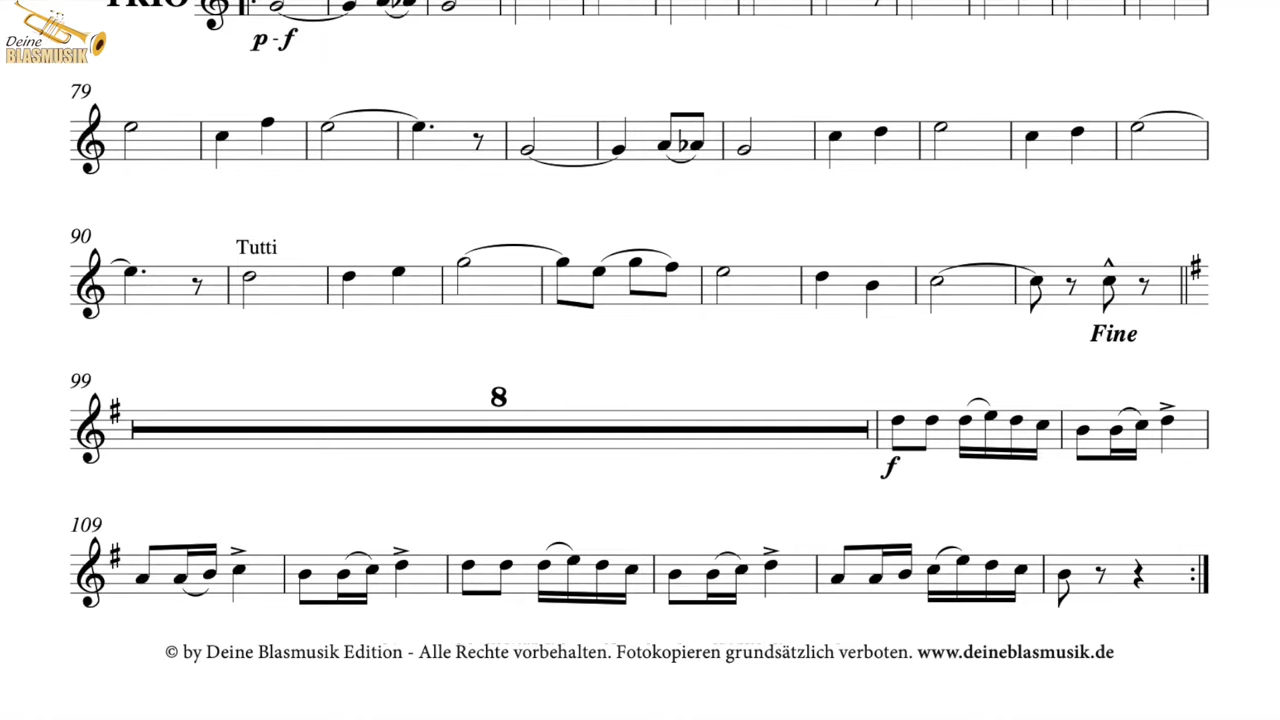 TRIO
Deine
BLASMUSIK
p - f
79
90
Tutti
Fine
99
8
f
109
© by Deine Blasmusik Edition - Alle Rechte vorbehalten. Fotokopieren grundsätzlich verboten. www.deineblasmusik.de